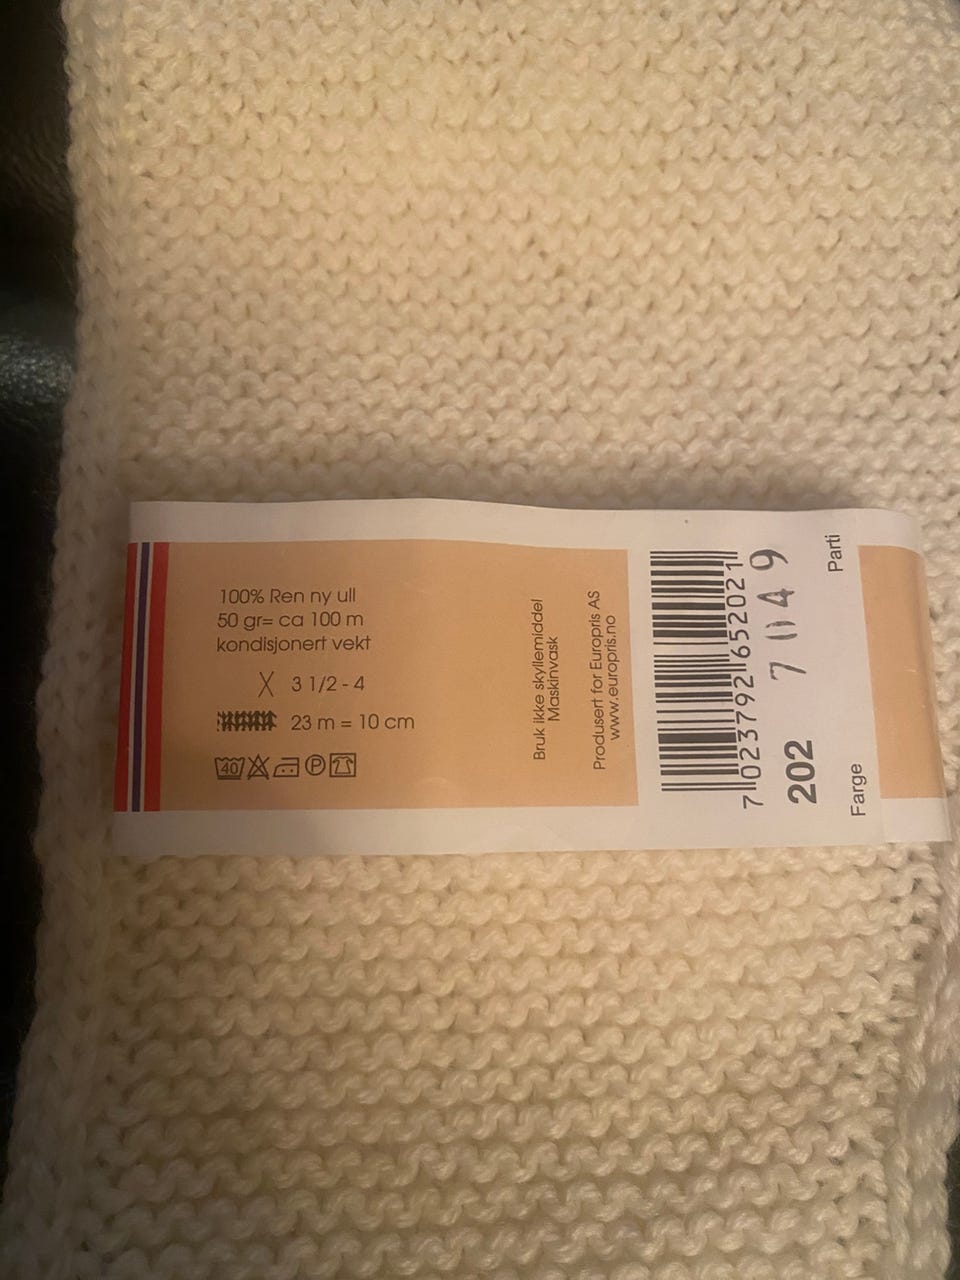 100% Ren ny ull
50 gr= ca 100 m
kondisjonert vekt
3 1/2 - 4
23 m = 10 cm
40
P
Bruk ikke skyllemiddel
Maskinvask
Produsert for Europris AS
www.europris.no
7 023792 652021
202
7049
Farge
Parti